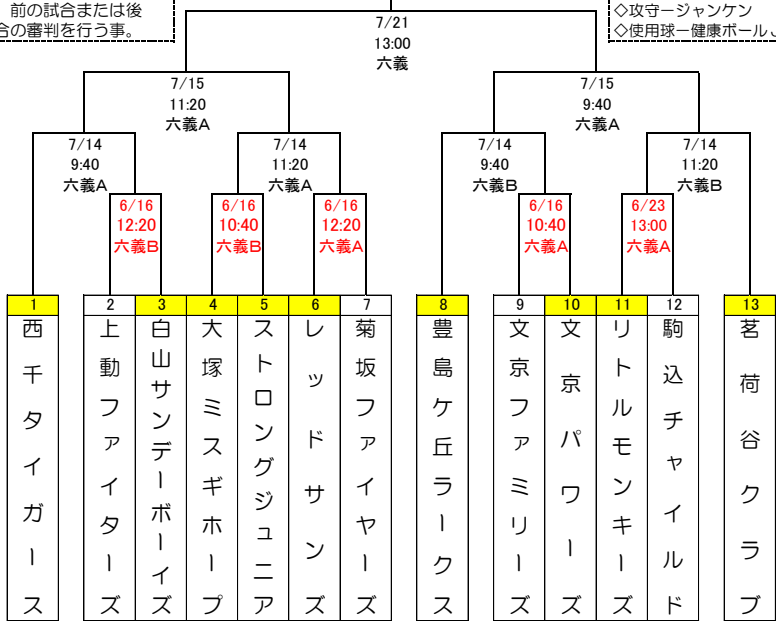 前の試合または後
合の審判を行う事。
◇攻守ージャンケン
◇使用球ー健康ボールJ
7/21
13:00
六義
7/15
11:20
六義A
7/15
9:40
六義A
7/14
9:40
六義A
7/14
11:20
六義A
7/14
9:40
六義B
7/14
11:20
六義B
6/16
12:20
六義B
6/16
10:40
六義B
6/16
12:20
六義A
6/16
10:40
六義A
6/23
13:00
六義A
1
西千タイガース
2
上動ファイターズ
3
白山サンデーボーイズ
4
大塚ミスギホープ
5
ストロングジュニア
6
レッドサンズ
7
菊坂ファイヤーズ
8
豊島ケ丘ラークス
9
文京ファミリーズ
10
文京パワーズ
11
リトルモンキーズ
12
駒込チャイルド
13
茗荷谷クラブ